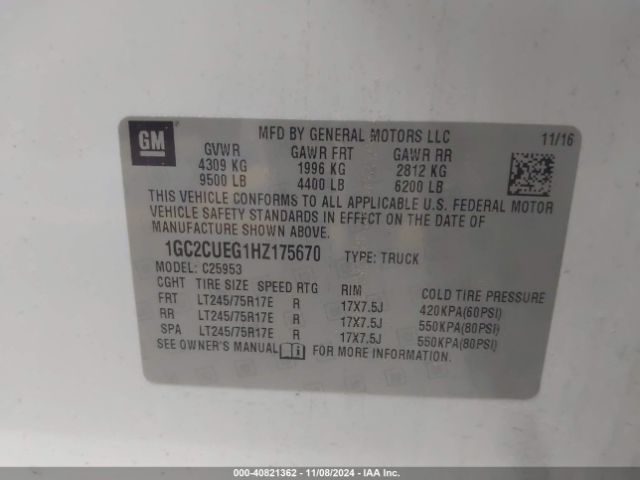 GM
MFD BY GENERAL MOTORS LLC 11/16
GVWR GAWR FRT GAWR RR
4309 KG 1996 KG 2812 KG
9500 LB 4400 LB 6200 LB
THIS VEHICLE CONFORMS TO ALL APPLICABLE U.S. FEDERAL MOTOR
VEHICLE SAFETY STANDARDS IN EFFECT ON THE DATE OF
MANUFACTURE SHOWN ABOVE.
1GC2CUEG1HZ175670 TYPE: TRUCK
MODEL: C25953
CGHT TIRE SIZE SPEED RTG RIM COLD TIRE PRESSURE
FRT LT245/75R17E R 17X7.5J 420KPA(60PSI)
RR LT245/75R17E R 17X7.5J 550KPA(80PSI)
SPA LT245/75R17E R 17X7.5J 550KPA(80PSI)
SEE OWNER'S MANUAL FOR MORE INFORMATION.
000-40821362 - 11/08/2024 - iaai.com